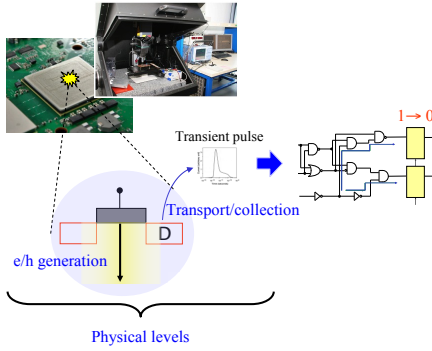 Transient pulse
1→0
Transport/collection
D
e/h generation
Physical levels